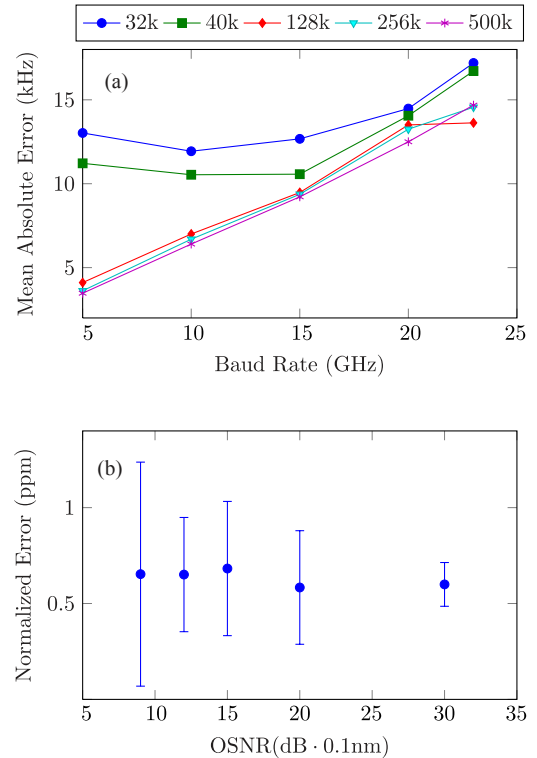 32k 40k 128k 256k 500k
(a)
Mean Absolute Error (kHz)
15
10
5
5 10 15 20 25
Baud Rate (GHz)
(b)
Normalized Error (ppm)
1
0.5
5 10 15 20 25 30 35
OSNR(dB · 0.1nm)